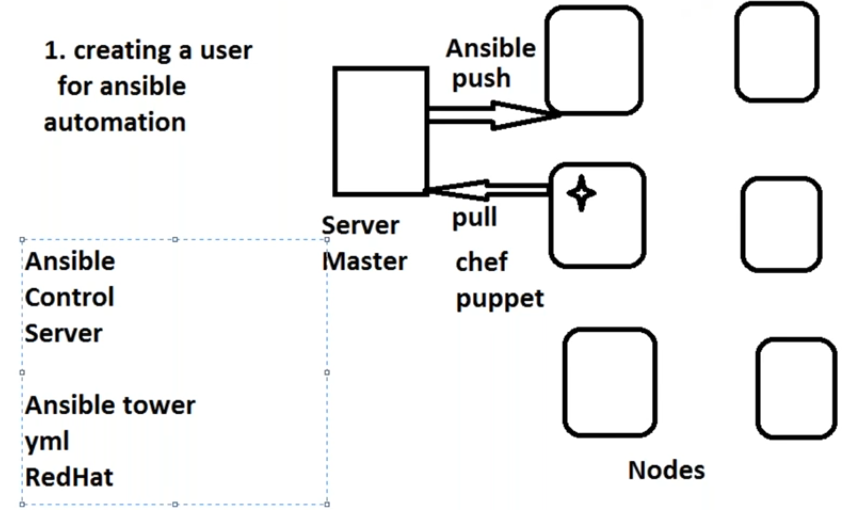 1. creating a user
for ansible
automation
Ansible
push
Server
Master
pull
chef
puppet
Ansible
Control
Server
Ansible tower
yml
RedHat
Nodes